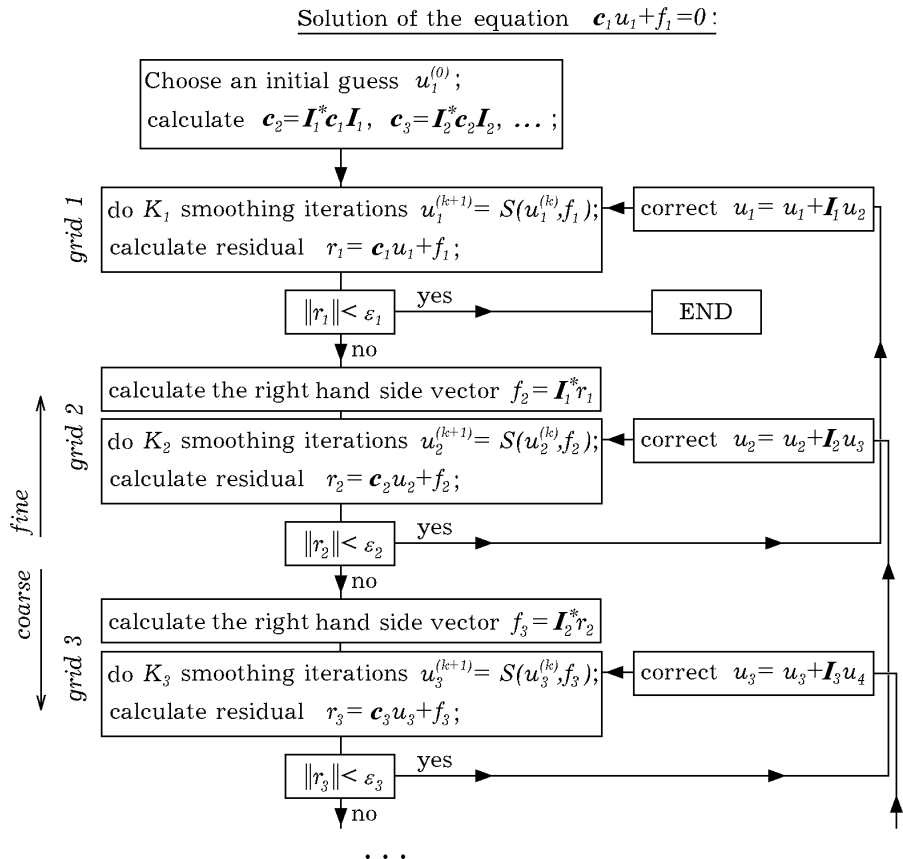 Solution of the equation c₁u₁+f₁=0:
Choose an initial guess u₁⁽⁰⁾;
calculate c₂=I₁*c₁I₁, c₃=I₂*c₂I₂, ...;
grid 1
do K₁ smoothing iterations u₁⁽ᵏ⁺¹⁾= S(u₁⁽ᵏ⁾,f₁);
calculate residual r₁= c₁u₁+f₁;
correct u₁= u₁+I₁u₂
‖r₁‖< ε₁
yes
END
no
calculate the right hand side vector f₂=I₁*r₁
grid 2
do K₂ smoothing iterations u₂⁽ᵏ⁺¹⁾= S(u₂⁽ᵏ⁾,f₂);
calculate residual r₂= c₂u₂+f₂;
correct u₂= u₂+I₂u₃
fine
‖r₂‖< ε₂
yes
no
coarse
calculate the right hand side vector f₃=I₂*r₂
grid 3
do K₃ smoothing iterations u₃⁽ᵏ⁺¹⁾= S(u₃⁽ᵏ⁾,f₃);
calculate residual r₃= c₃u₃+f₃;
correct u₃= u₃+I₃u₄
‖r₃‖< ε₃
yes
no
...